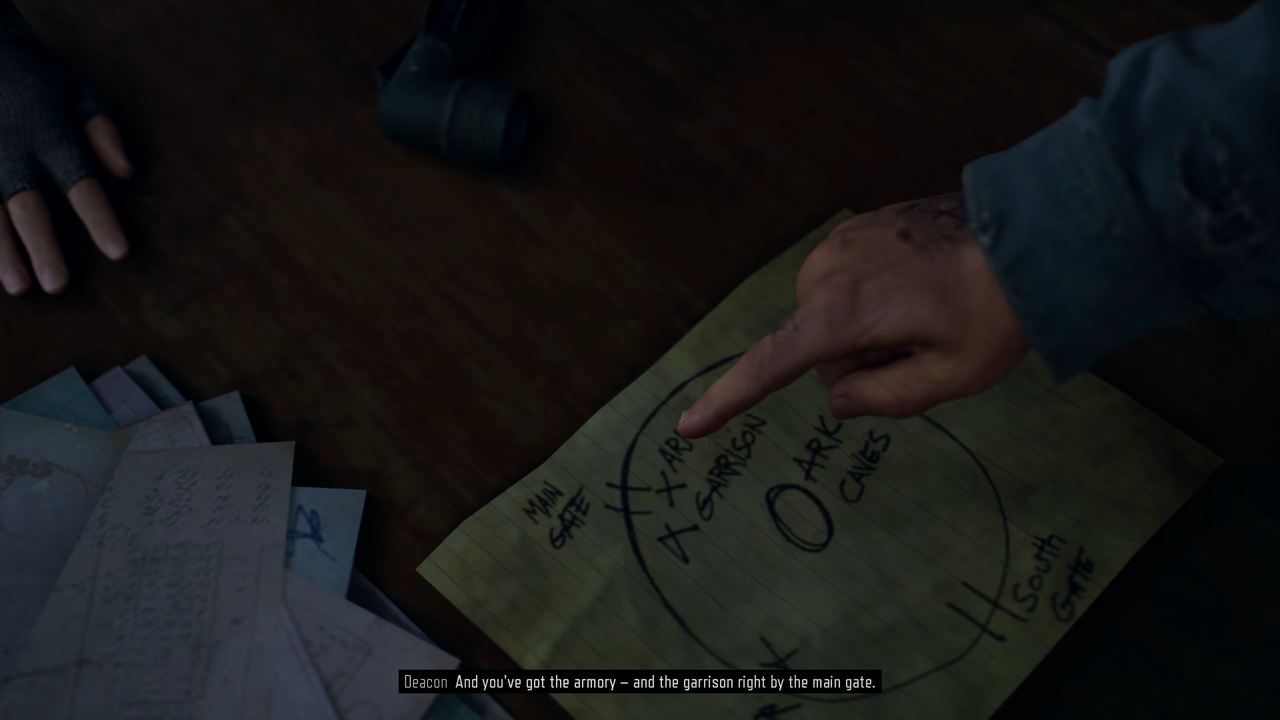 MAIN
GATE
GARRISON
ARK
CAVES
South
GATE
Deacon And you've got the armory – and the garrison right by the main gate.